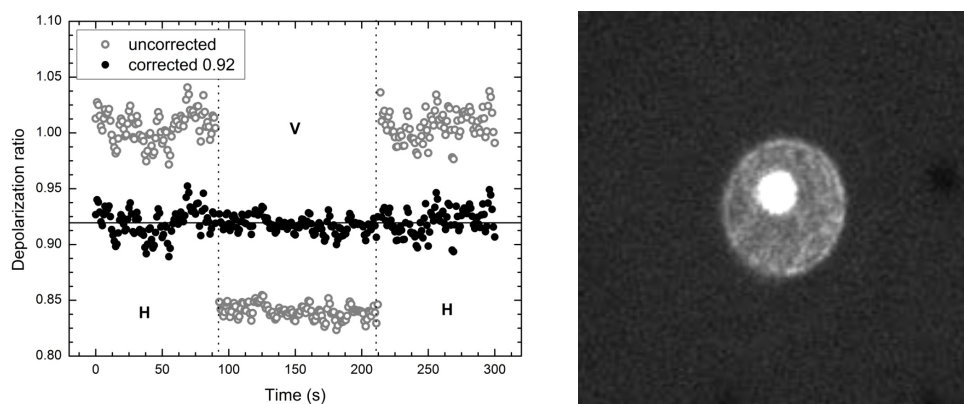 1.10
uncorrected
corrected 0.92
1.05
V
1.00
Depolarization ratio
0.95
0.90
H
H
0.85
0.80
0
50
100
150
200
250
300
Time (s)